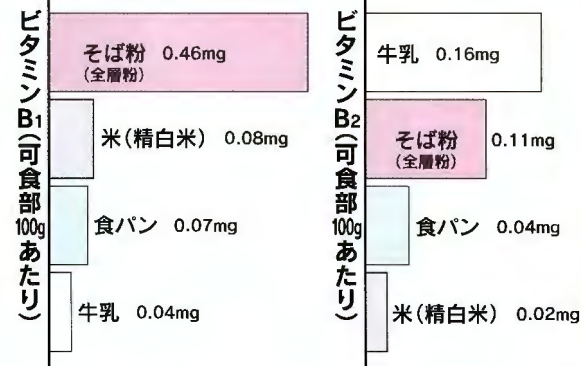 ビタミンB1(可食部100gあたり)
そば粉 0.46mg
(全層粉)
米(精白米) 0.08mg
食パン 0.07mg
牛乳 0.04mg
ビタミンB2(可食部100gあたり)
牛乳 0.16mg
そば粉 0.11mg
(全層粉)
食パン 0.04mg
米(精白米) 0.02mg